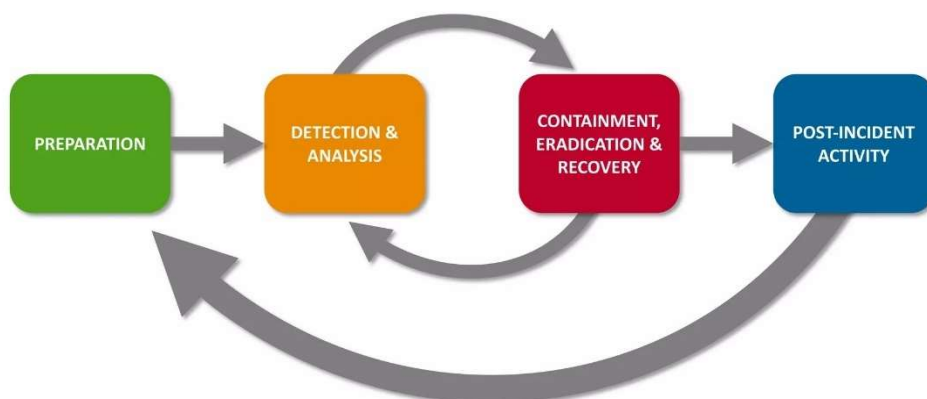 PREPARATION
DETECTION &
ANALYSIS
CONTAINMENT,
ERADICATION &
RECOVERY
POST-INCIDENT
ACTIVITY